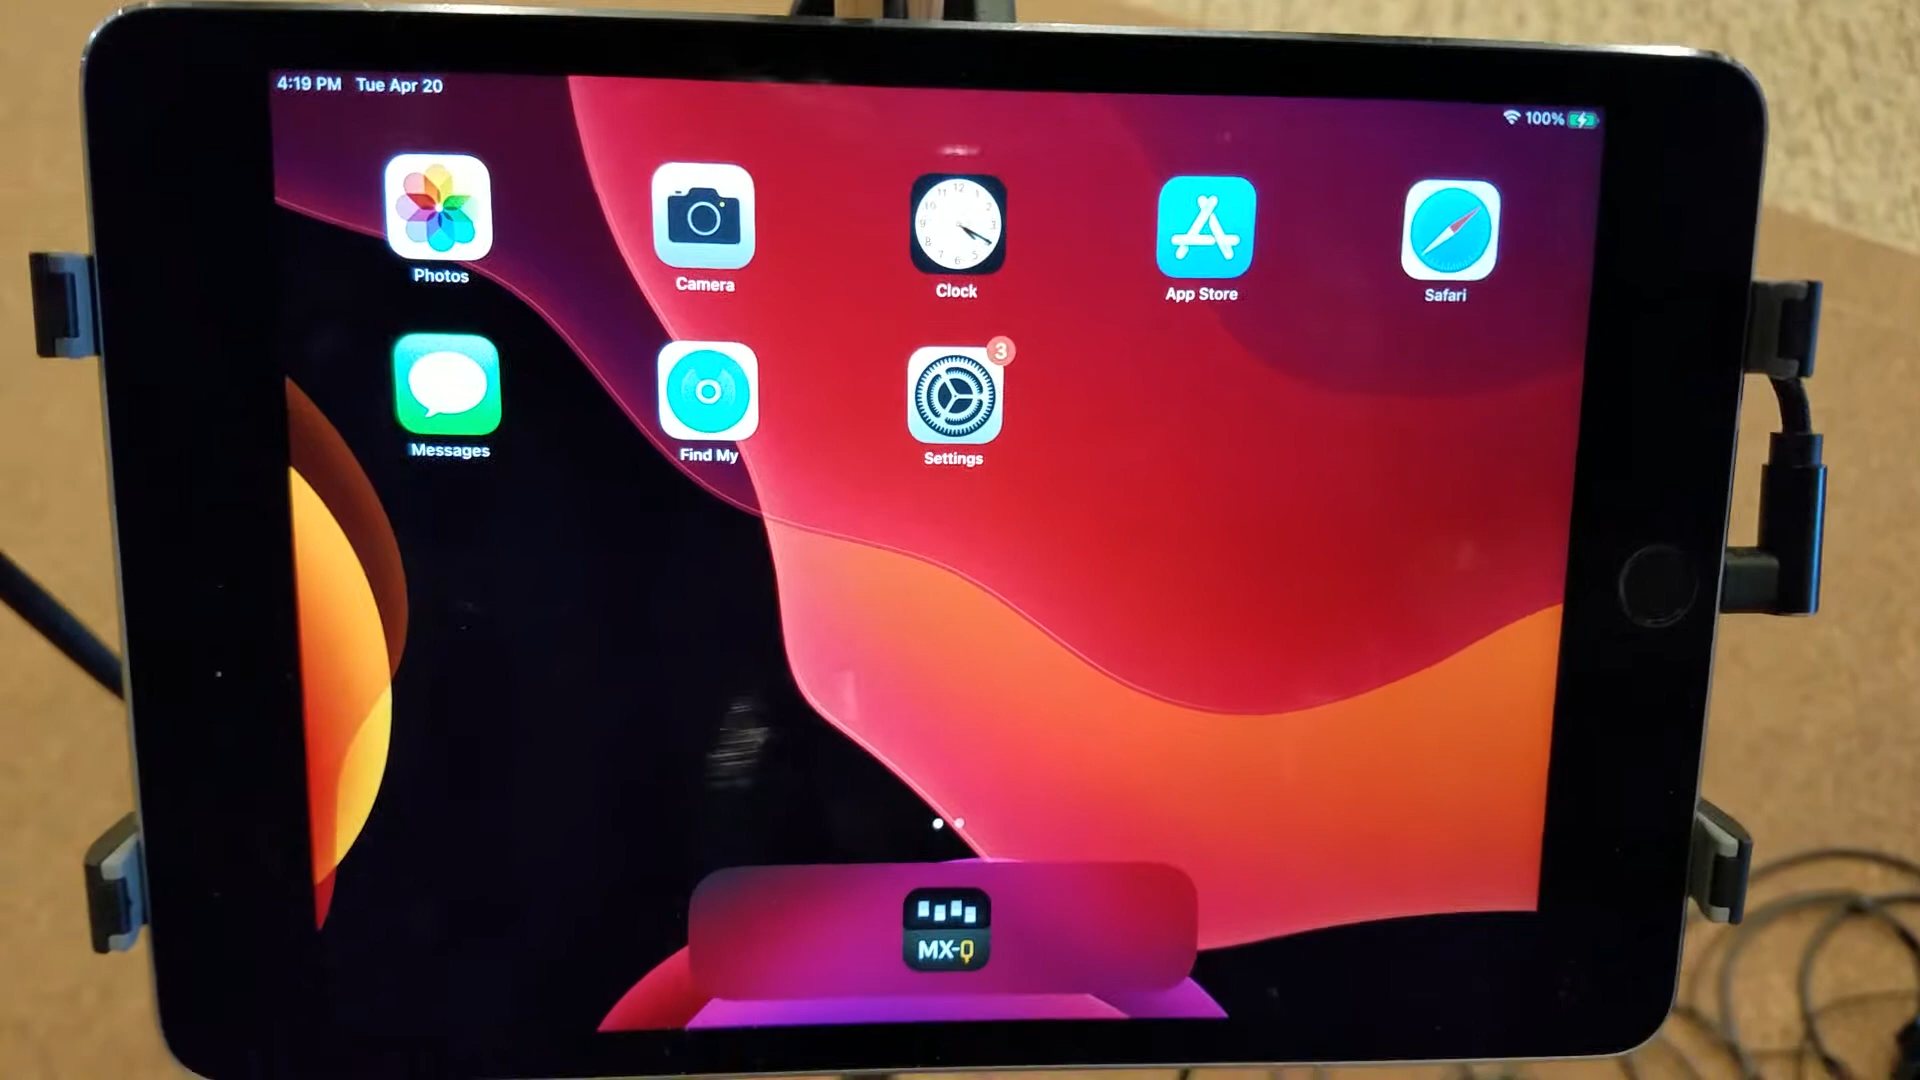 4:19 PM Tue Apr 20
100%
Photos
Camera
Clock
App Store
Safari
3
Messages
Find My
Settings
MX-Q